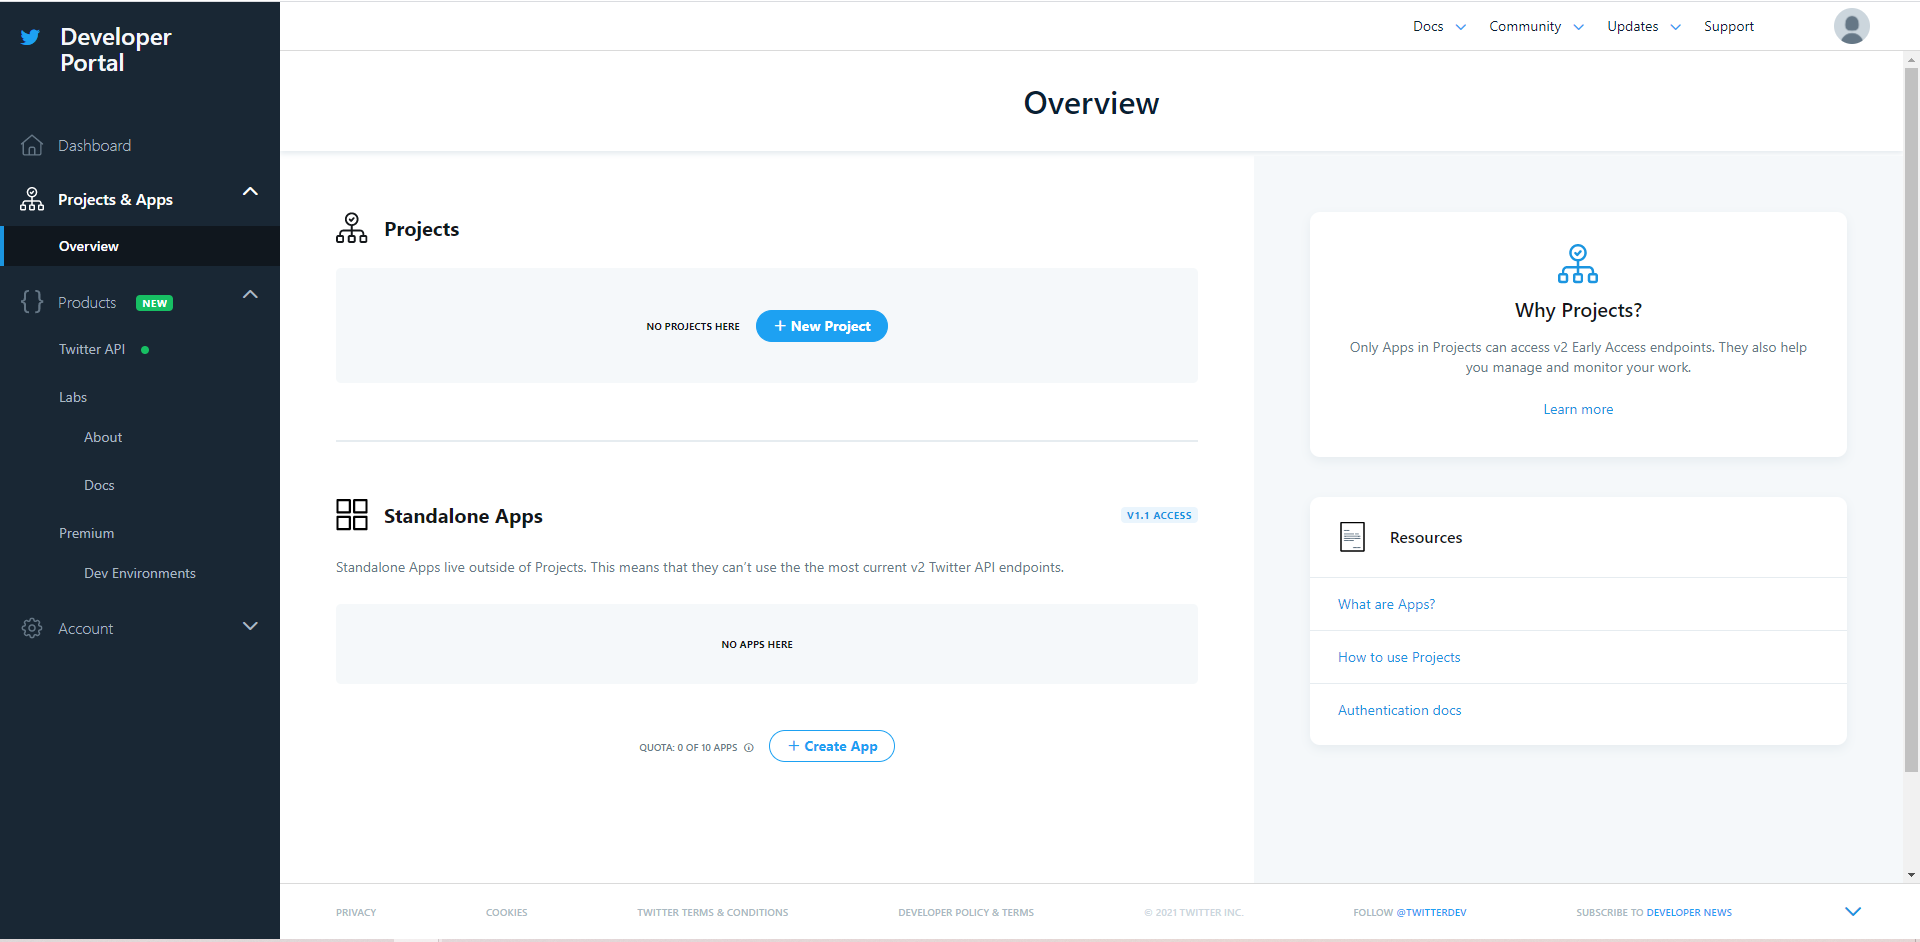 Developer
Portal
Docs
Community
Updates
Support
Dashboard
Projects & Apps
Overview
Products NEW
Twitter API
Labs
About
Docs
Premium
Dev Environments
Account
Overview
Projects
NO PROJECTS HERE
+ New Project
Standalone Apps
V1.1 ACCESS
Standalone Apps live outside of Projects. This means that they can't use the the most current v2 Twitter API endpoints.
NO APPS HERE
QUOTA: 0 OF 10 APPS
+ Create App
Why Projects?
Only Apps in Projects can access v2 Early Access endpoints. They also help
you manage and monitor your work.
Learn more
Resources
What are Apps?
How to use Projects
Authentication docs
PRIVACY
COOKIES
TWITTER TERMS & CONDITIONS
DEVELOPER POLICY & TERMS
© 2021 TWITTER INC.
FOLLOW @TWITTERDEV
SUBSCRIBE TO DEVELOPER NEWS